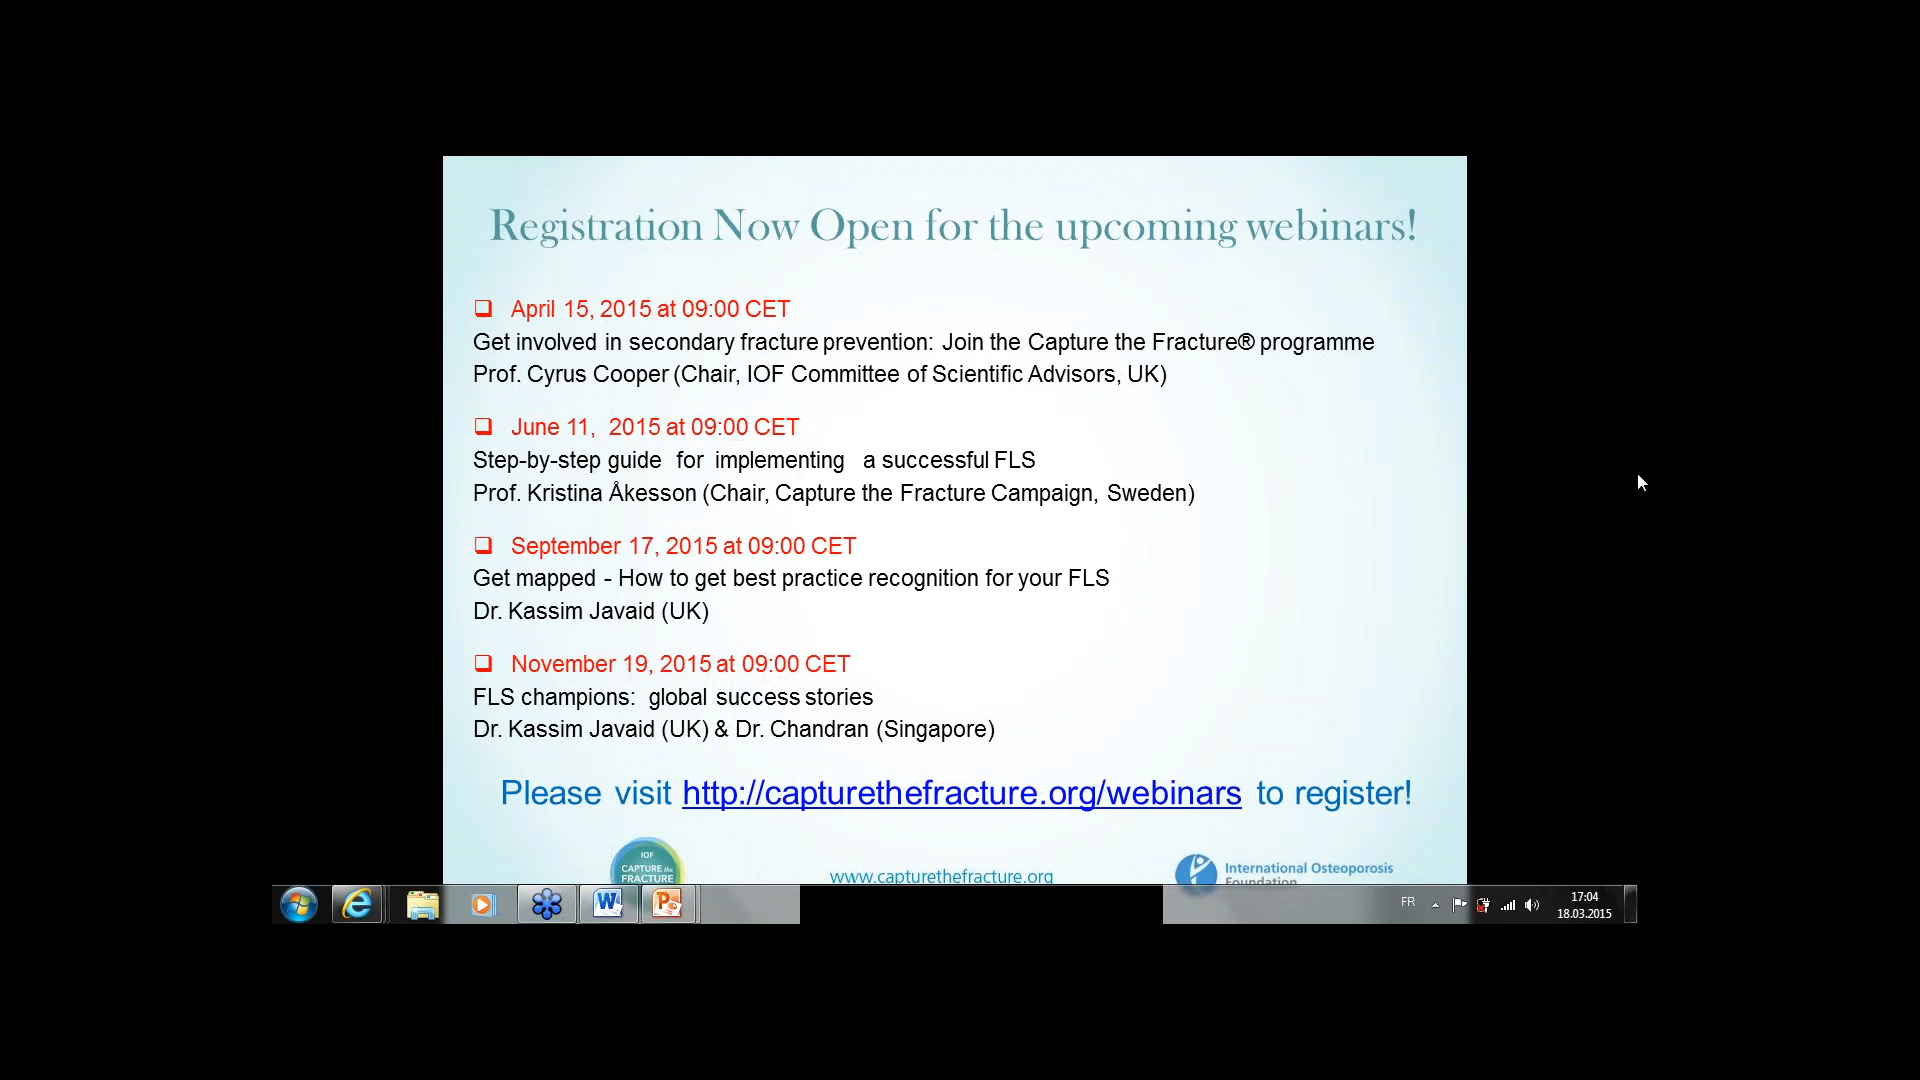 Registration Now Open for the upcoming webinars!
April 15, 2015 at 09:00 CET
Get involved in secondary fracture prevention: Join the Capture the Fracture® programme
Prof. Cyrus Cooper (Chair, IOF Committee of Scientific Advisors, UK)
June 11, 2015 at 09:00 CET
Step-by-step guide for implementing a successful FLS
Prof. Kristina Åkesson (Chair, Capture the Fracture Campaign, Sweden)
September 17, 2015 at 09:00 CET
Get mapped - How to get best practice recognition for your FLS
Dr. Kassim Javaid (UK)
November 19, 2015 at 09:00 CET
FLS champions: global success stories
Dr. Kassim Javaid (UK) & Dr. Chandran (Singapore)
Please visit http://capturethefracture.org/webinars to register!
IOF
CAPTURE the
FRACTURE
www.capturethefracture.org
International Osteoporosis
Foundation
FR
17:04
18.03.2015